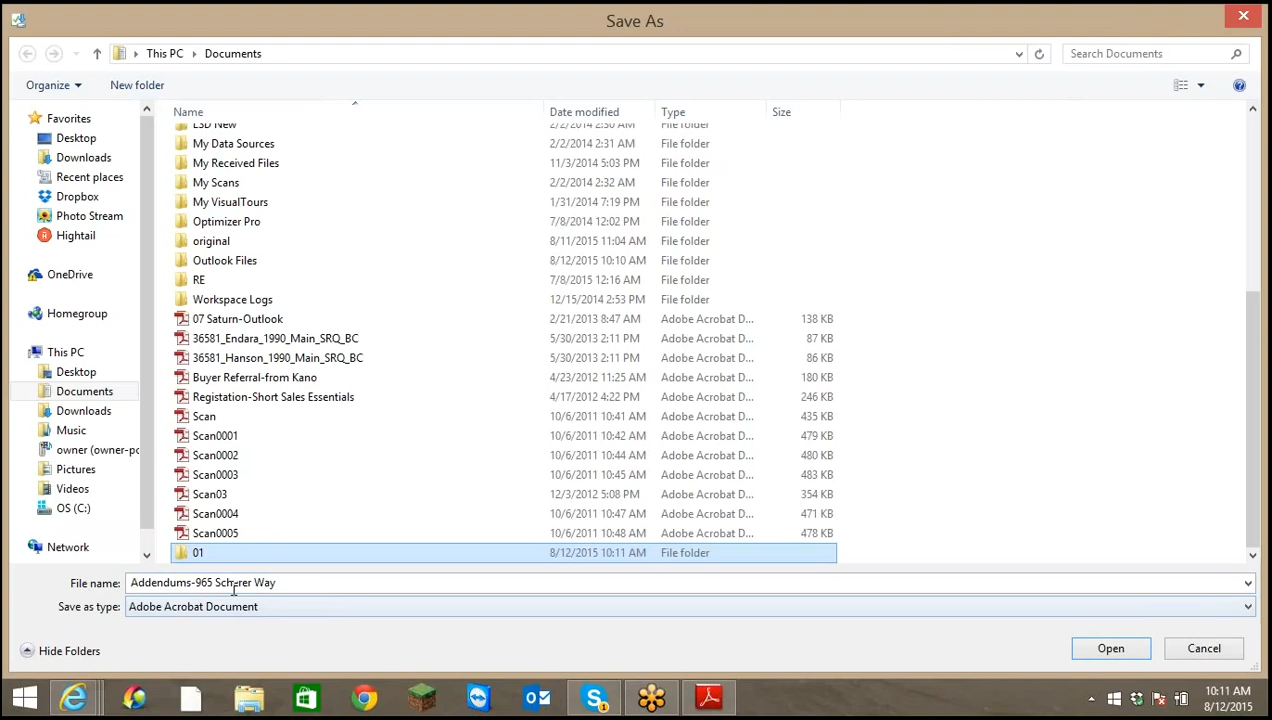 Save As
This PC Documents
Search Documents
Organize New folder
Name Date modified Type Size
Favorites
Desktop
Downloads
Recent places
Dropbox
Photo Stream
Hightail
OneDrive
Homegroup
This PC
Desktop
Documents
Downloads
Music
owner (owner-pc
Pictures
Videos
OS (C:)
Network
LSD New 2/2/2014 2:30 AM File folder
My Data Sources 2/2/2014 2:31 AM File folder
My Received Files 11/3/2014 5:03 PM File folder
My Scans 2/2/2014 2:32 AM File folder
My VisualTours 1/31/2014 7:19 PM File folder
Optimizer Pro 7/8/2014 12:02 PM File folder
original 8/11/2015 11:04 AM File folder
Outlook Files 8/12/2015 10:10 AM File folder
RE 7/8/2015 12:16 AM File folder
Workspace Logs 12/15/2014 2:53 PM File folder
07 Saturn-Outlook 2/21/2013 8:47 AM Adobe Acrobat D... 138 KB
36581_Endara_1990_Main_SRQ_BC 5/30/2013 2:11 PM Adobe Acrobat D... 87 KB
36581_Hanson_1990_Main_SRQ_BC 5/30/2013 2:11 PM Adobe Acrobat D... 86 KB
Buyer Referral-from Kano 4/23/2012 11:25 AM Adobe Acrobat D... 180 KB
Registation-Short Sales Essentials 4/17/2012 4:22 PM Adobe Acrobat D... 246 KB
Scan 10/6/2011 10:41 AM Adobe Acrobat D... 435 KB
Scan0001 10/6/2011 10:42 AM Adobe Acrobat D... 479 KB
Scan0002 10/6/2011 10:44 AM Adobe Acrobat D... 480 KB
Scan0003 10/6/2011 10:45 AM Adobe Acrobat D... 483 KB
Scan03 12/3/2012 5:08 PM Adobe Acrobat D... 354 KB
Scan0004 10/6/2011 10:47 AM Adobe Acrobat D... 471 KB
Scan0005 10/6/2011 10:48 AM Adobe Acrobat D... 478 KB
01 8/12/2015 10:11 AM File folder
File name: Addendums-965 Scherer Way
Save as type: Adobe Acrobat Document
Hide Folders Open Cancel
10:11 AM
8/12/2015